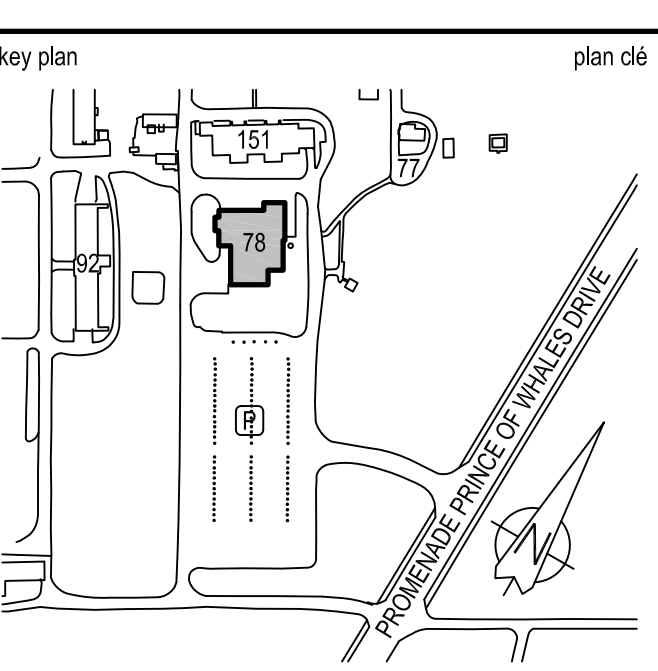 key plan
plan clé
151
77
78
92
P
PROMENADE PRINCE OF WHALES DRIVE
N